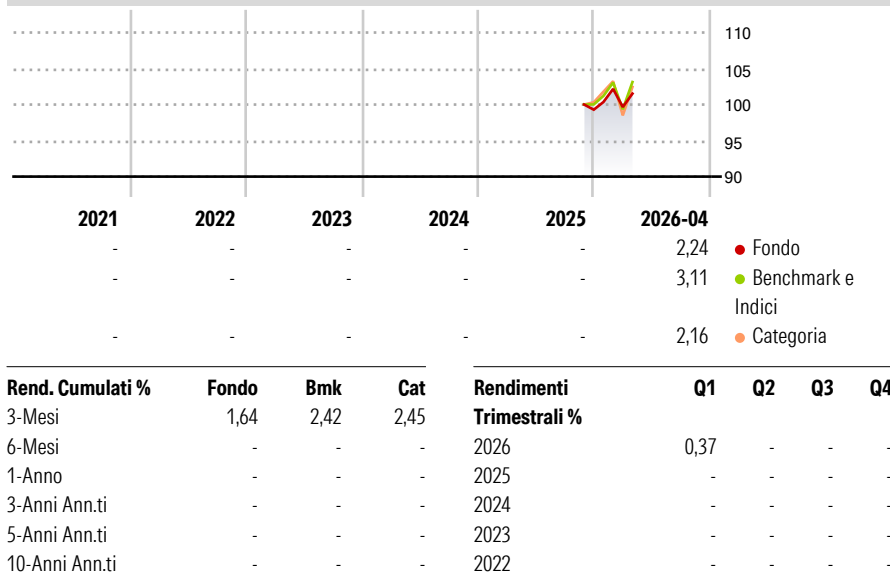 110
105
100
95
90
2021 2022 2023 2024 2025 2026-04
- - - - - 2,24 Fondo
- - - - - 3,11 Benchmark e
Indici
- - - - - 2,16 Categoria
Rend. Cumulati % Fondo Bmk Cat
3-Mesi 1,64 2,42 2,45
6-Mesi - - -
1-Anno - - -
3-Anni Ann.ti - - -
5-Anni Ann.ti - - -
10-Anni Ann.ti - - -
Rendimenti Q1 Q2 Q3 Q4
Trimestrali %
2026 0,37 - - -
2025 - - - -
2024 - - - -
2023 - - - -
2022 - - - -